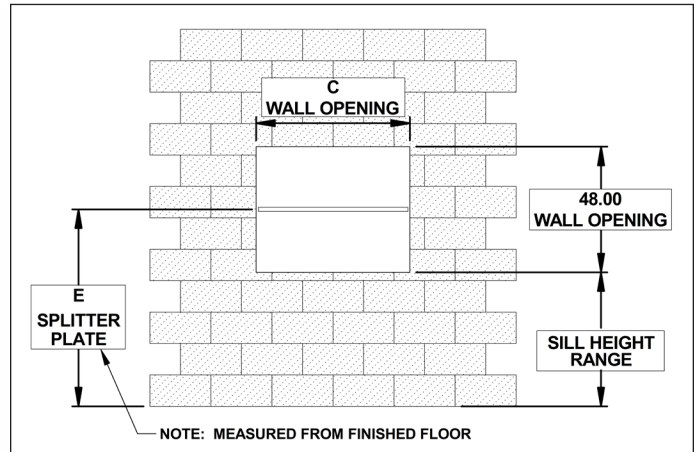 C
WALL OPENING
48.00
WALL OPENING
E
SPLITTER
PLATE
SILL HEIGHT
RANGE
NOTE: MEASURED FROM FINISHED FLOOR